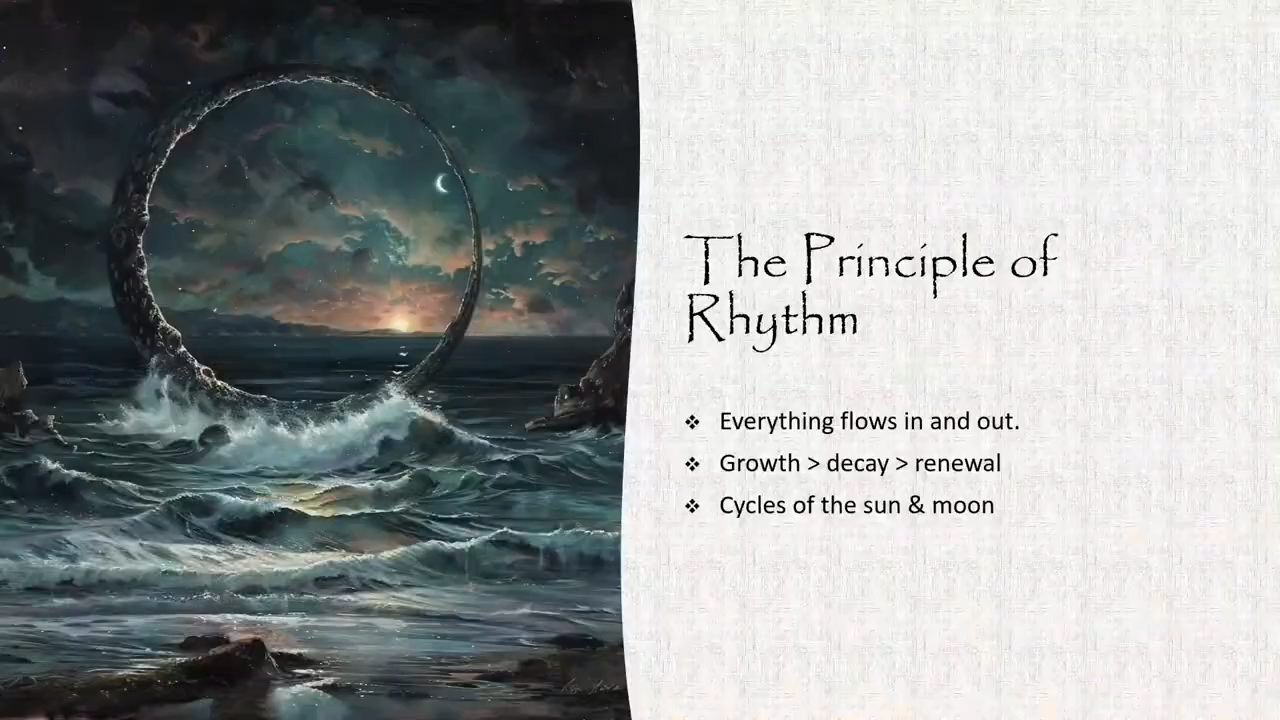 The Principle of
Rhythm
❖ Everything flows in and out.
❖ Growth > decay > renewal
❖ Cycles of the sun & moon